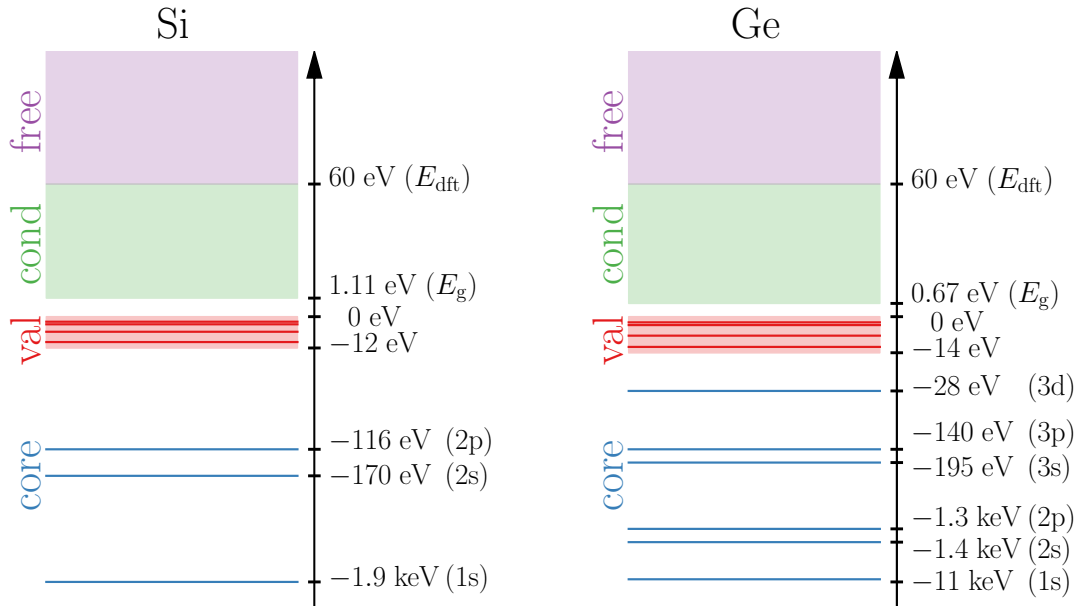 Si
free
60 eV (E_dft)
cond
1.11 eV (E_g)
0 eV
val
−12 eV
−116 eV (2p)
core
−170 eV (2s)
−1.9 keV (1s)
Ge
free
60 eV (E_dft)
cond
0.67 eV (E_g)
0 eV
val
−14 eV
−28 eV (3d)
−140 eV (3p)
core
−195 eV (3s)
−1.3 keV (2p)
−1.4 keV (2s)
−11 keV (1s)